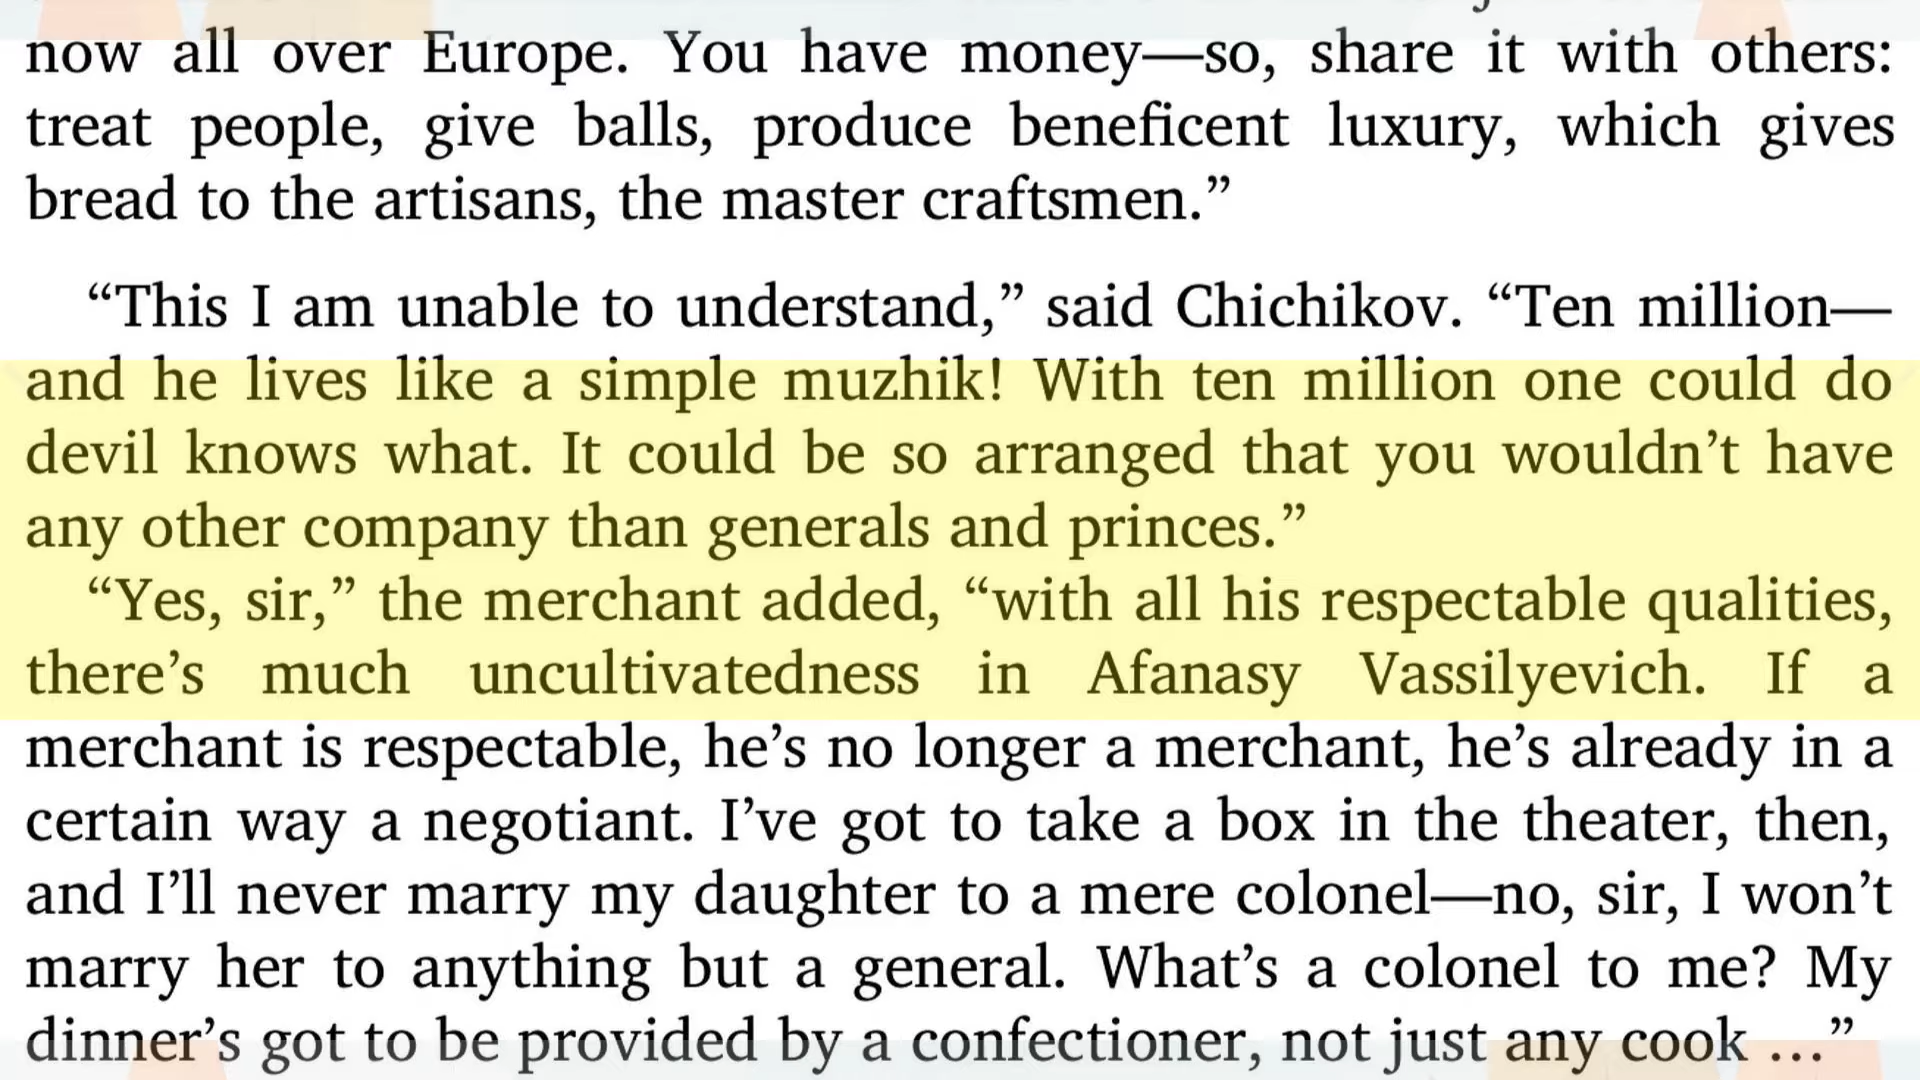 now all over Europe. You have money—so, share it with others:
treat people, give balls, produce beneficent luxury, which gives
bread to the artisans, the master craftsmen.”
“This I am unable to understand,” said Chichikov. “Ten million—
and he lives like a simple muzhik! With ten million one could do
devil knows what. It could be so arranged that you wouldn’t have
any other company than generals and princes.”
“Yes, sir,” the merchant added, “with all his respectable qualities,
there’s much uncultivatedness in Afanasy Vassilyevich. If a
merchant is respectable, he’s no longer a merchant, he’s already in a
certain way a negotiant. I’ve got to take a box in the theater, then,
and I’ll never marry my daughter to a mere colonel—no, sir, I won’t
marry her to anything but a general. What’s a colonel to me? My
dinner’s got to be provided by a confectioner, not just any cook …”